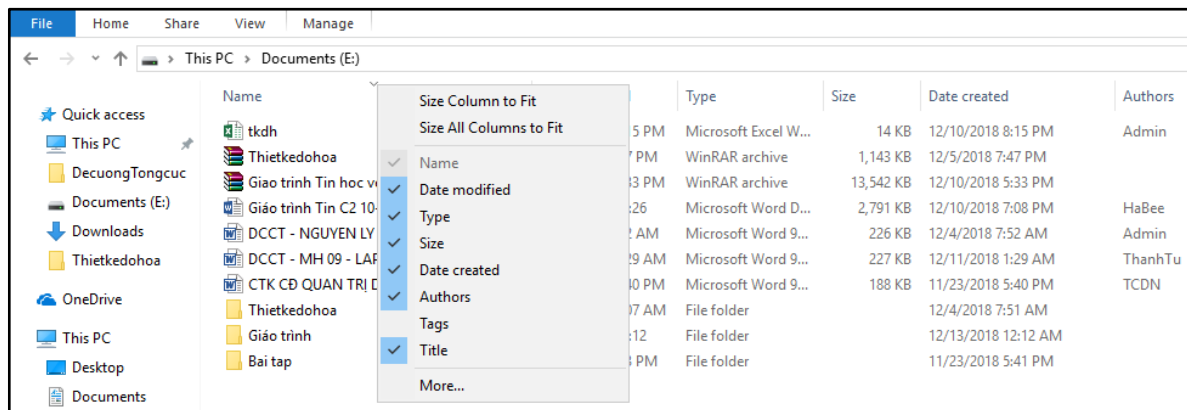 File Home Share View Manage
This PC Documents (E:)
Name Type Size Date created Authors
Quick access
This PC
DecuongTongcuc
Documents (E:)
Downloads
Thietkedohoa
OneDrive
This PC
Desktop
Documents
tkdh 5 PM Microsoft Excel W... 14 KB 12/10/2018 8:15 PM Admin
Thietkedohoa PM WinRAR archive 1,143 KB 12/5/2018 7:47 PM
Giao trinh Tin hoc v 33 PM WinRAR archive 13,542 KB 12/10/2018 5:33 PM
Giáo trình Tin C2 10- :26 Microsoft Word D... 2,791 KB 12/10/2018 7:08 PM HaBee
DCCT - NGUYEN LY AM Microsoft Word 9... 226 KB 12/4/2018 7:52 AM Admin
DCCT - MH 09 - LAP 29 AM Microsoft Word 9... 227 KB 12/11/2018 1:29 AM ThanhTu
CTK CĐ QUAN TRỊ 40 PM Microsoft Word 9... 188 KB 11/23/2018 5:40 PM TCDN
Thietkedohoa 07 AM File folder 12/4/2018 7:51 AM
Giáo trình :12 File folder 12/13/2018 12:12 AM
Bai tap PM File folder 11/23/2018 5:41 PM
Size Column to Fit
Size All Columns to Fit
Name
Date modified
Type
Size
Date created
Authors
Tags
Title
More...